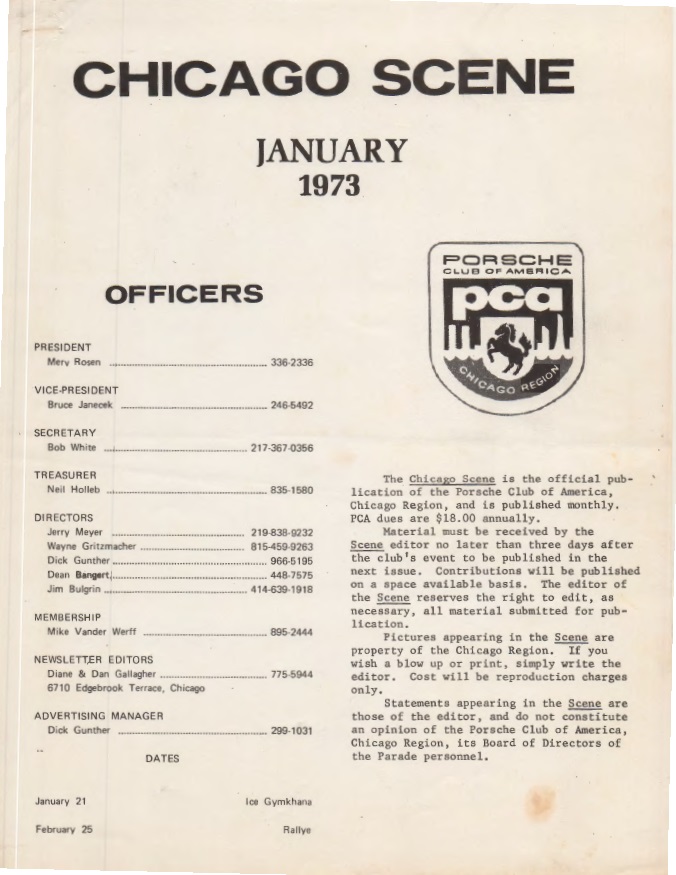 CHICAGO SCENE
JANUARY
1973
OFFICERS
PRESIDENT
Merv Rosen 336-2336
VICE-PRESIDENT
Bruce Janecek 246-5492
SECRETARY
Bob White 217-367-0356
TREASURER
Neil Holleb 835-1580
DIRECTORS
Jerry Meyer 219-838-9232
Wayne Gritzmacher 815-459-9263
Dick Gunther 966-5195
Dean Bangert 448-7575
Jim Bulgrin 414-639-1918
MEMBERSHIP
Mike Vander Werff 895-2444
NEWSLETTER EDITORS
Diane & Dan Gallagher 775-5944
6710 Edgebrook Terrace, Chicago
ADVERTISING MANAGER
Dick Gunther 299-1031
DATES
January 21 Ice Gymkhana
February 25 Rallye
PORSCHE
CLUB OF AMERICA
pca
CHICAGO REGION
The Chicago Scene is the official pub-
lication of the Porsche Club of America,
Chicago Region, and is published monthly.
PCA dues are $18.00 annually.
Material must be received by the
Scene editor no later than three days after
the club's event to be published in the
next issue. Contributions will be published
on a space available basis. The editor of
the Scene reserves the right to edit, as
necessary, all material submitted for pub-
lication.
Pictures appearing in the Scene are
property of the Chicago Region. If you
wish a blow up or print, simply write the
editor. Cost will be reproduction charges
only.
Statements appearing in the Scene are
those of the editor, and do not constitute
an opinion of the Porsche Club of America,
Chicago Region, its Board of Directors of
the Parade personnel.